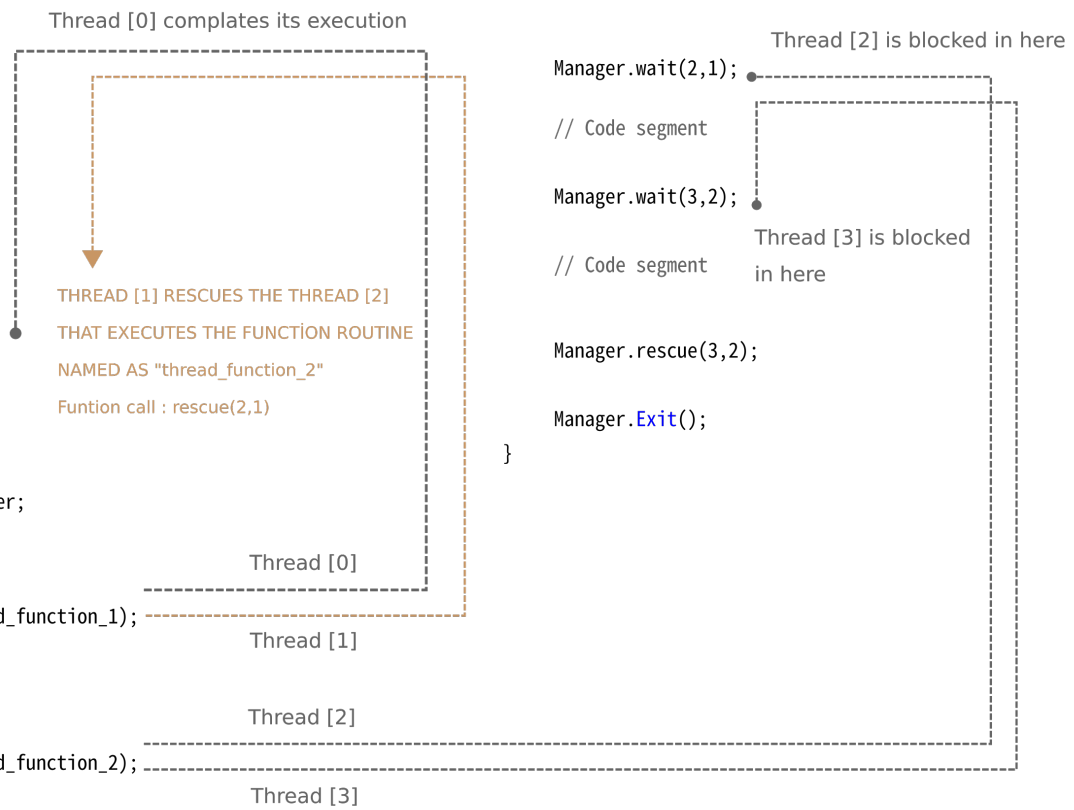 Thread [0] complates its execution
Thread [2] is blocked in here
Manager.wait(2,1);
// Code segment
Manager.wait(3,2);
Thread [3] is blocked
in here
// Code segment
THREAD [1] RESCUES THE THREAD [2]
THAT EXECUTES THE FUNCTİON ROUTINE
NAMED AS "thread_function_2"
Funtion call : rescue(2,1)
Manager.rescue(3,2);
Manager.Exit();
}
er;
Thread [0]
d_function_1);
Thread [1]
Thread [2]
d_function_2);
Thread [3]